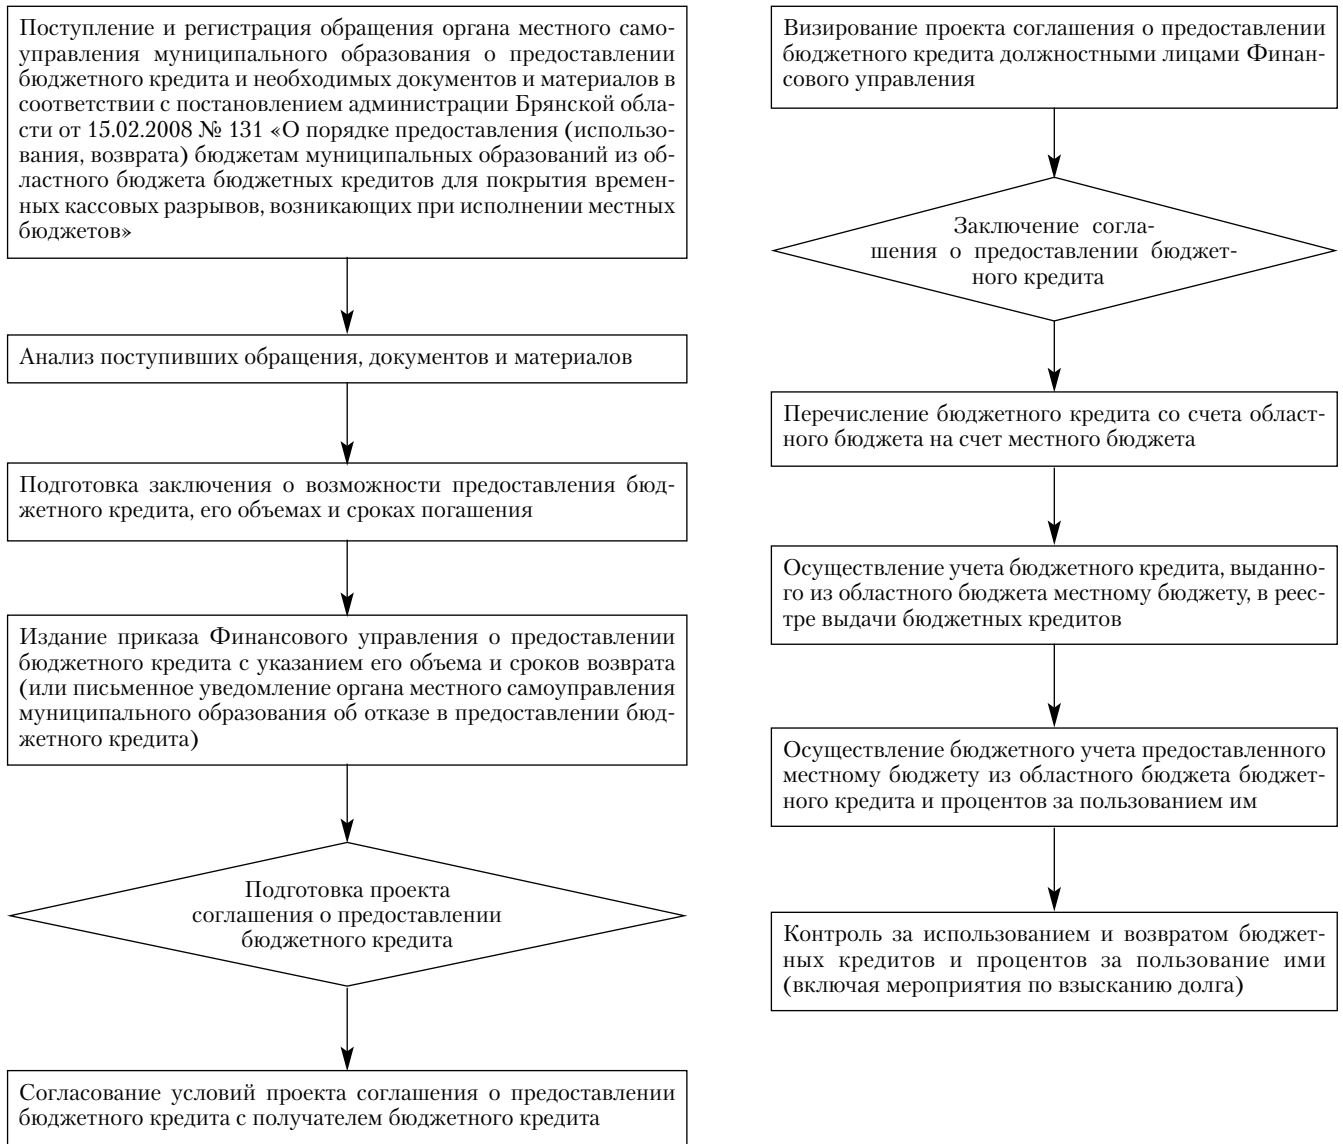 Поступление и регистрация обращения органа местного само-
управления муниципального образования о предоставлении
бюджетного кредита и необходимых документов и материалов в
соответствии с постановлением администрации Брянской обла-
сти от 15.02.2008 № 131 «О порядке предоставления (использо-
вания, возврата) бюджетам муниципальных образований из об-
ластного бюджета бюджетных кредитов для покрытия времен-
ных кассовых разрывов, возникающих при исполнении местных
бюджетов»
Анализ поступивших обращения, документов и материалов
Подготовка заключения о возможности предоставления бюд-
жетного кредита, его объемах и сроках погашения
Издание приказа Финансового управления о предоставлении
бюджетного кредита с указанием его объема и сроков возврата
(или письменное уведомление органа местного самоуправления
муниципального образования об отказе в предоставлении бюд-
жетного кредита)
Подготовка проекта
соглашения о предоставлении
бюджетного кредита
Согласование условий проекта соглашения о предоставлении
бюджетного кредита с получателем бюджетного кредита
Визирование проекта соглашения о предоставлении
бюджетного кредита должностными лицами Финан-
сового управления
Заключение согла-
шения о предоставлении бюджет-
ного кредита
Перечисление бюджетного кредита со счета област-
ного бюджета на счет местного бюджета
Осуществление учета бюджетного кредита, выданно-
го из областного бюджета местному бюджету, в реес-
тре выдачи бюджетных кредитов
Осуществление бюджетного учета предоставленного
местному бюджету из областного бюджета бюджет-
ного кредита и процентов за пользованием им
Контроль за использованием и возвратом бюджет-
ных кредитов и процентов за пользование ими
(включая мероприятия по взысканию долга)